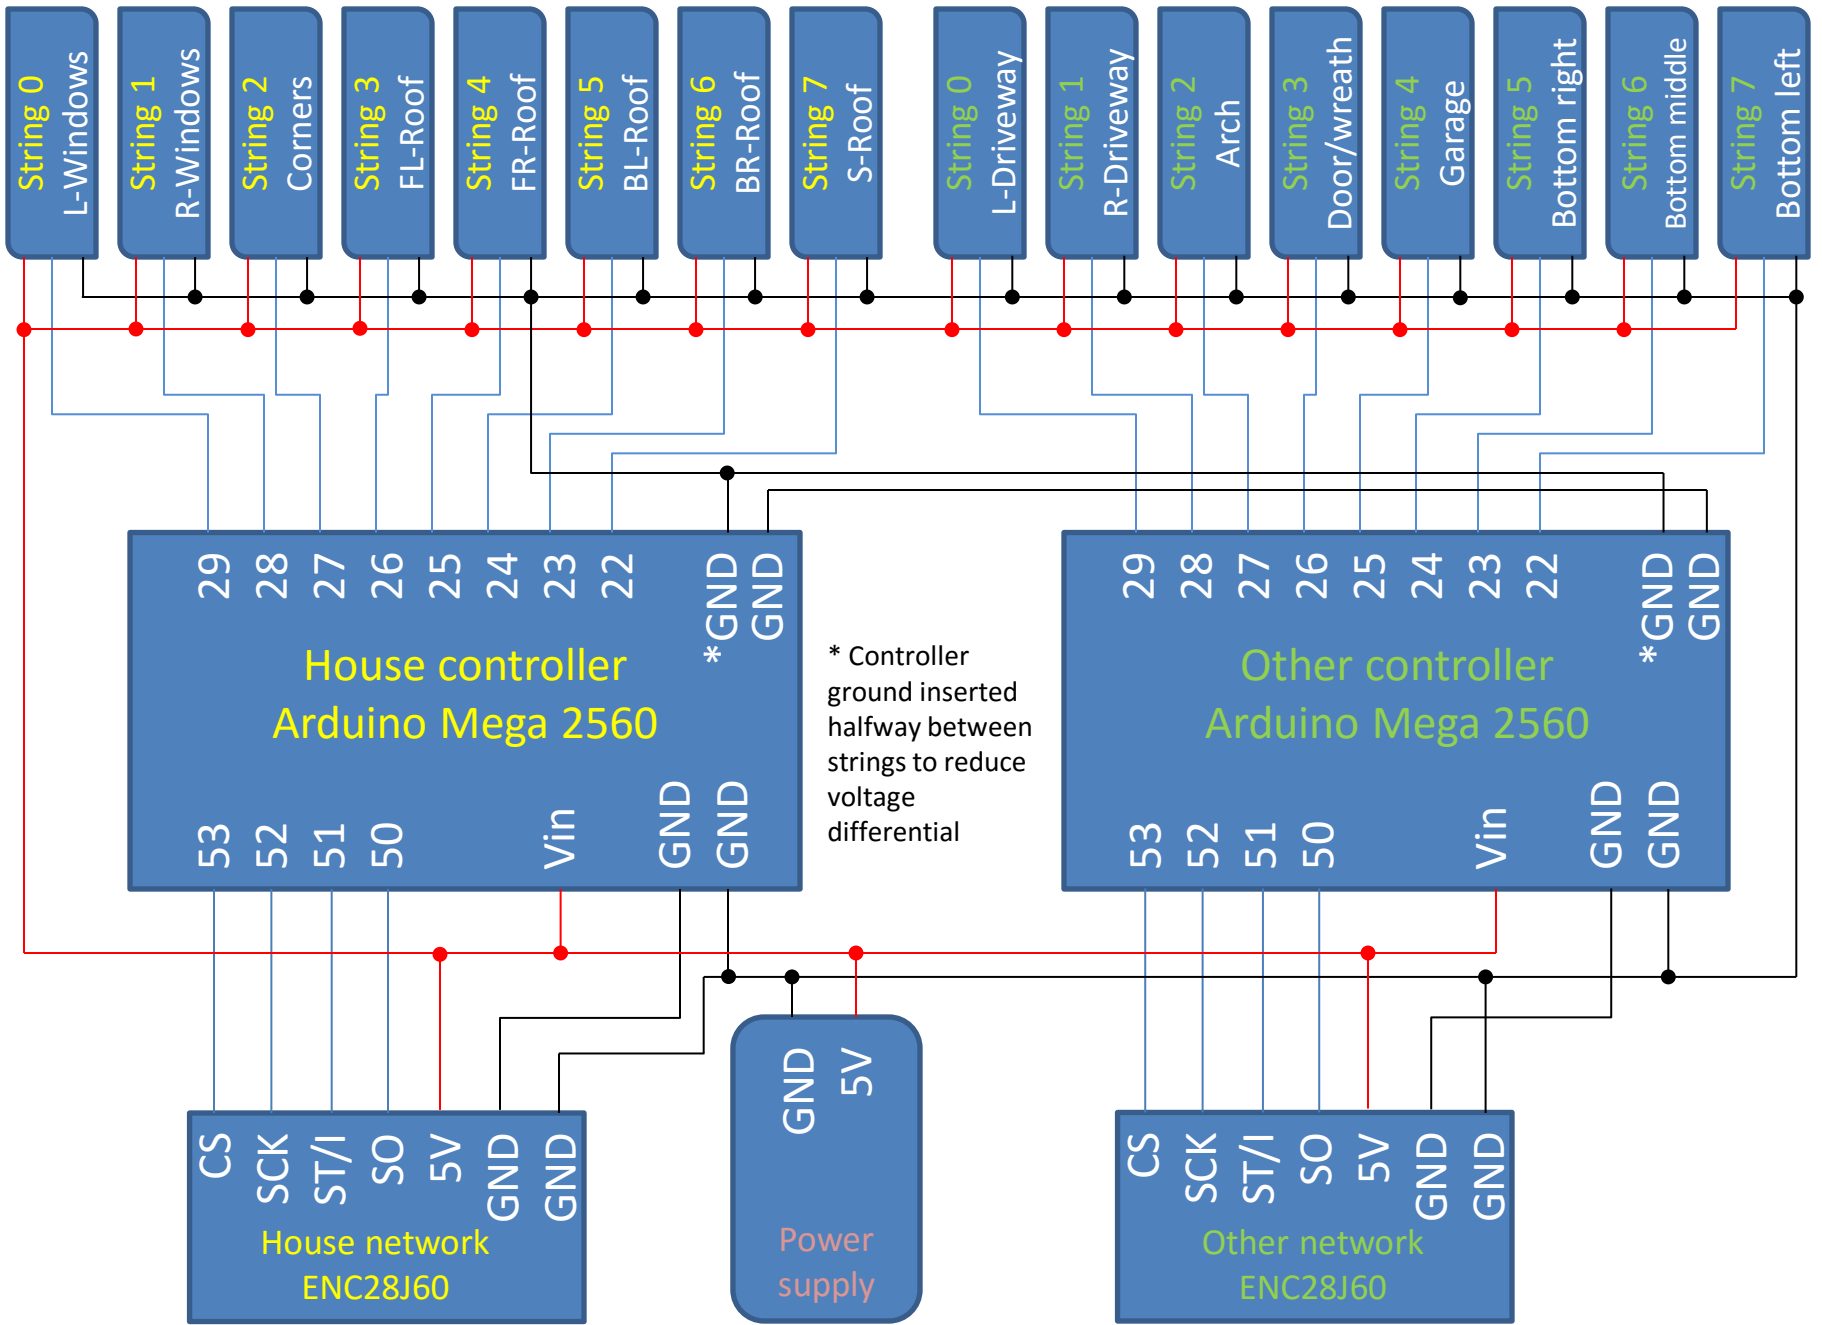 String 0
L-Windows
String 1
R-Windows
String 2
Corners
String 3
FL-Roof
String 4
FR-Roof
String 5
BL-Roof
String 6
BR-Roof
String 7
S-Roof
String 0
L-Driveway
String 1
R-Driveway
String 2
Arch
String 3
Door/wreath
String 4
Garage
String 5
Bottom right
String 6
Bottom middle
String 7
Bottom left
29
28
27
26
25
24
23
22
*GND
GND
House controller
Arduino Mega 2560
53
52
51
50
Vin
GND
GND
* Controller
ground inserted
halfway between
strings to reduce
voltage
differential
29
28
27
26
25
24
23
22
*GND
GND
Other controller
Arduino Mega 2560
53
52
51
50
Vin
GND
GND
CS
SCK
ST/I
SO
5V
GND
GND
House network
ENC28J60
GND
5V
Power
supply
CS
SCK
ST/I
SO
5V
GND
GND
Other network
ENC28J60